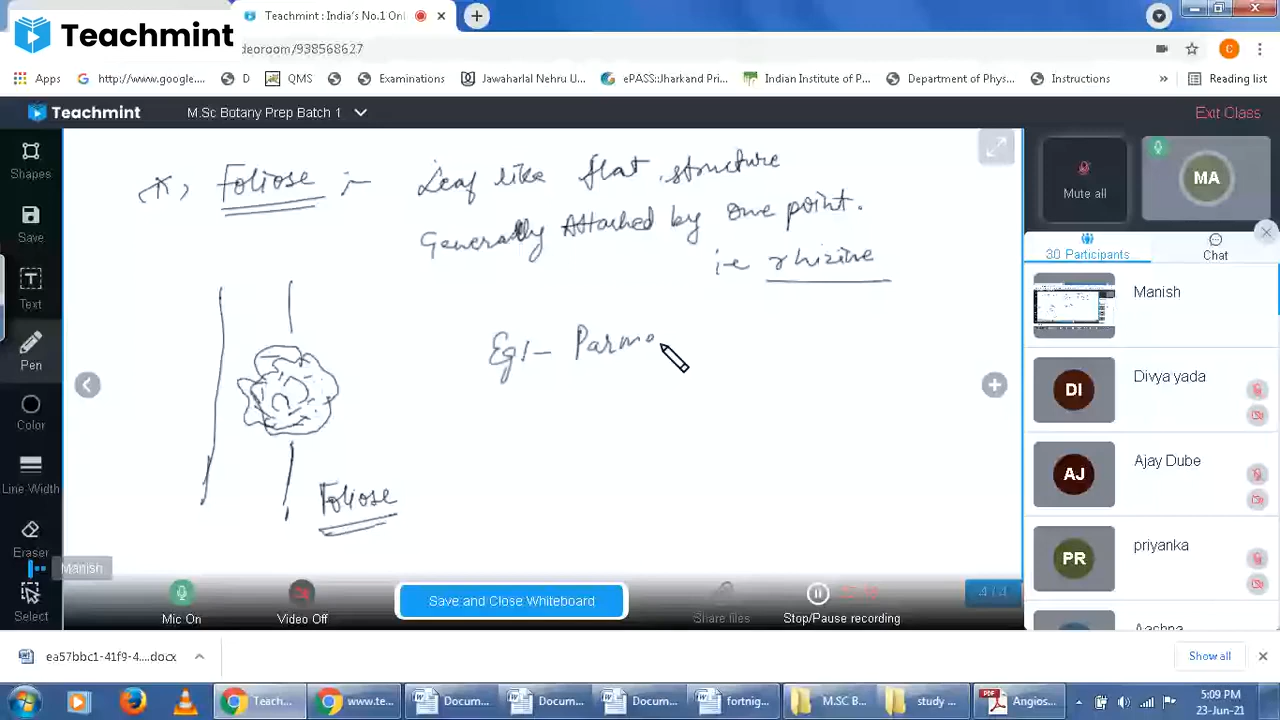 Teachmint : India's No.1 Onl
Teachmint
deoroom/938568627
Apps
http://www.google....
D
QMS
Examinations
Jawaharlal Nehru U...
ePASS::Jharkand Pri...
Indian Institute of P...
Department of Phys...
Instructions
»
Reading list
Teachmint
M.Sc Botany Prep Batch 1
Exit Class
Shapes
Save
Text
Pen
Color
Line Width
Eraser
Select
Manish
Foliose :- Leaf like flat structure
Generally Attached by one point.
i-e rhizine
Eg:- Parmo
Foliose
MA
Mute all
30 Participants
Chat
Manish
DI
Divya yada
AJ
Ajay Dube
PR
priyanka
Aashna
Mic On
Video Off
Save and Close Whiteboard
Share files
Stop/Pause recording
4 / 4
ea57bbc1-41f9-4....docx
Show all
Teach...
www.te...
Docum...
Docum...
Docum...
fortnig...
M.SC B...
study ...
Angios...
5:09 PM
23-Jun-21